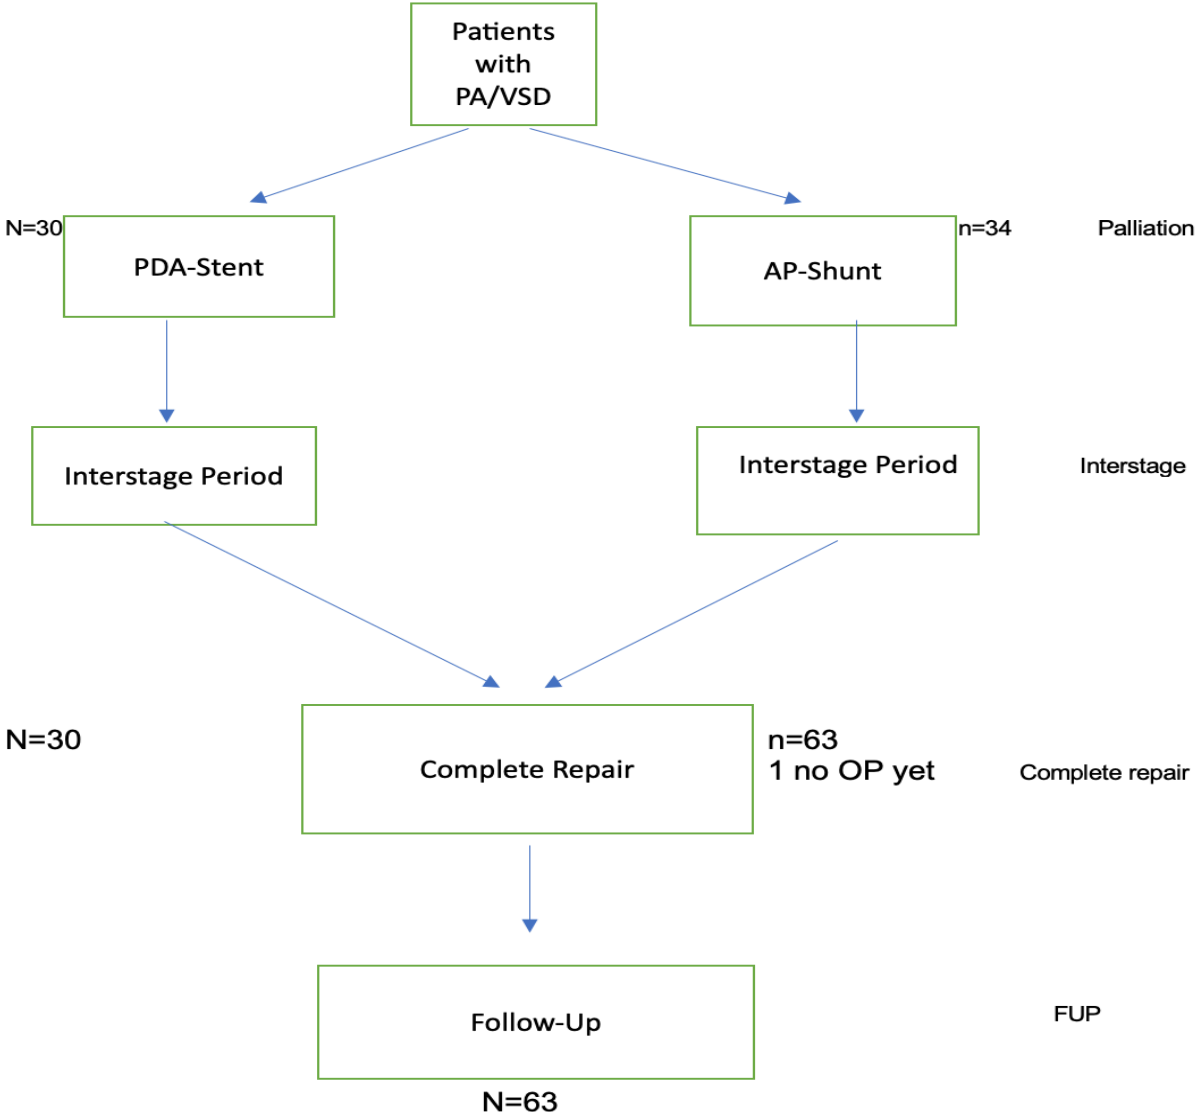 Patients
with
PA/VSD
N=30
PDA-Stent
AP-Shunt
n=34
Palliation
Interstage Period
Interstage Period
Interstage
N=30
Complete Repair
n=63
1 no OP yet
Complete repair
Follow-Up
FUP
N=63